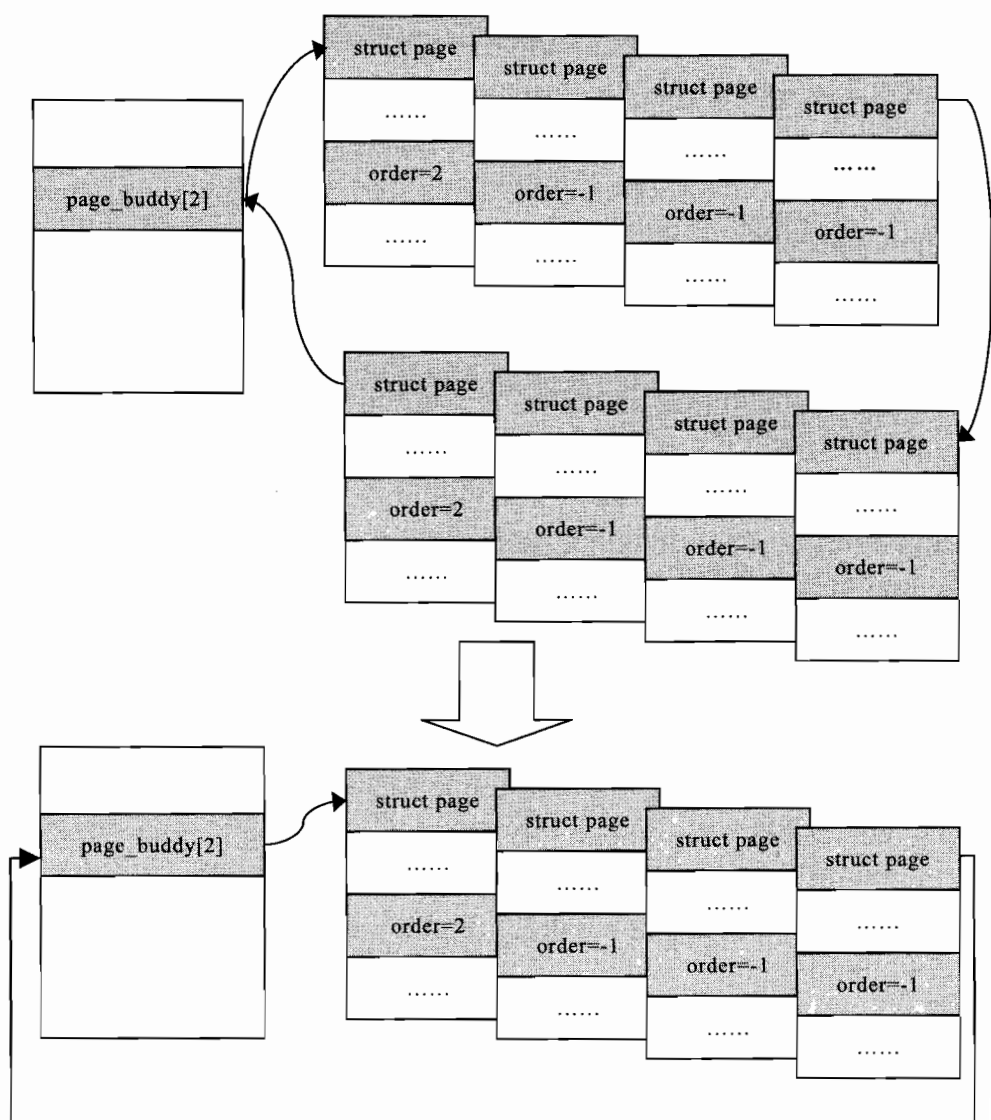 struct page
struct page
struct page
struct page
……
……
……
……
page_buddy[2]
order=2
order=-1
order=-1
order=-1
……
……
……
……
struct page
struct page
struct page
struct page
……
……
……
……
order=2
order=-1
order=-1
order=-1
……
……
……
……
page_buddy[2]
struct page
struct page
struct page
struct page
……
……
……
……
order=2
order=-1
order=-1
order=-1
……
……
……
……